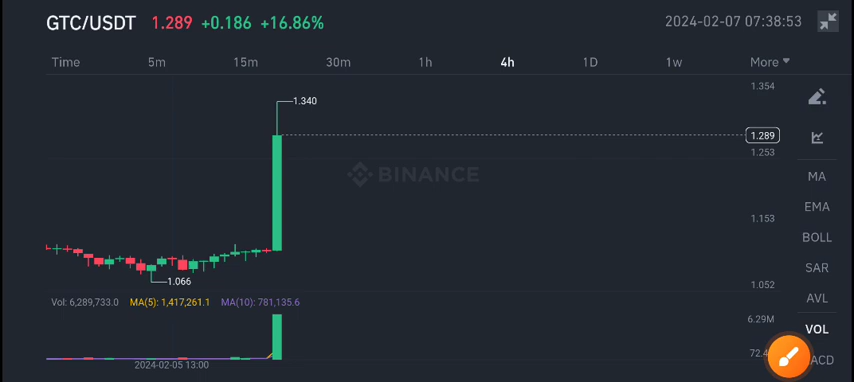 GTC/USDT 1.289 +0.186 +16.86% 2024-02-07 07:38:53
Time 5m 15m 30m 1h 4h 1D 1w More
1.354
1.340
1.289
1.253
BINANCE
MA
EMA
1.153
BOLL
SAR
1.066
1.052
AVL
Vol: 6,289,733.0 MA(5): 1,417,261.1 MA(10): 781,135.6
6.29M
VOL
2024-02-05 13:00